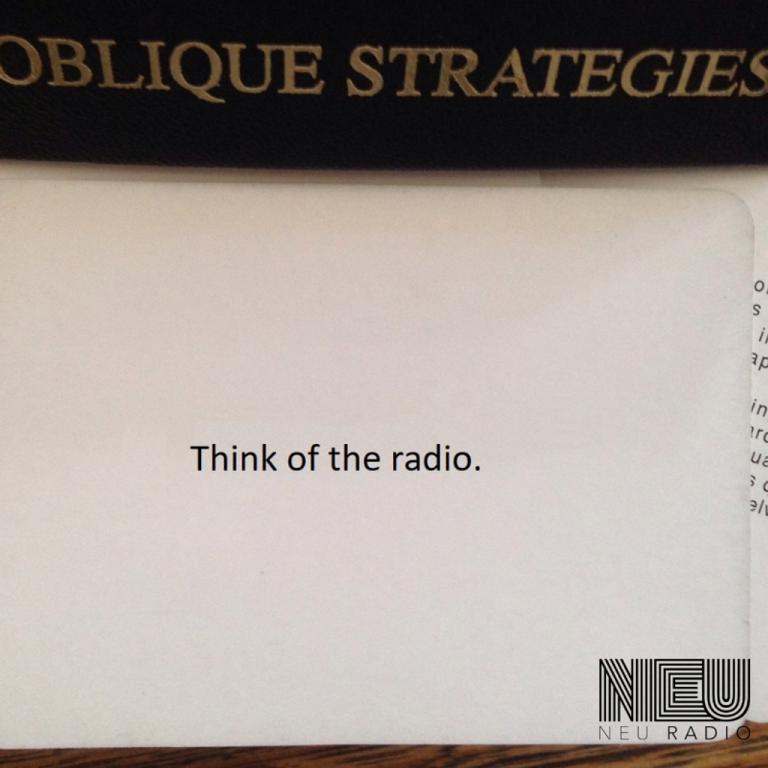 OBLIQUE STRATEGIES
Think of the radio.
NEU
NEU RADIO